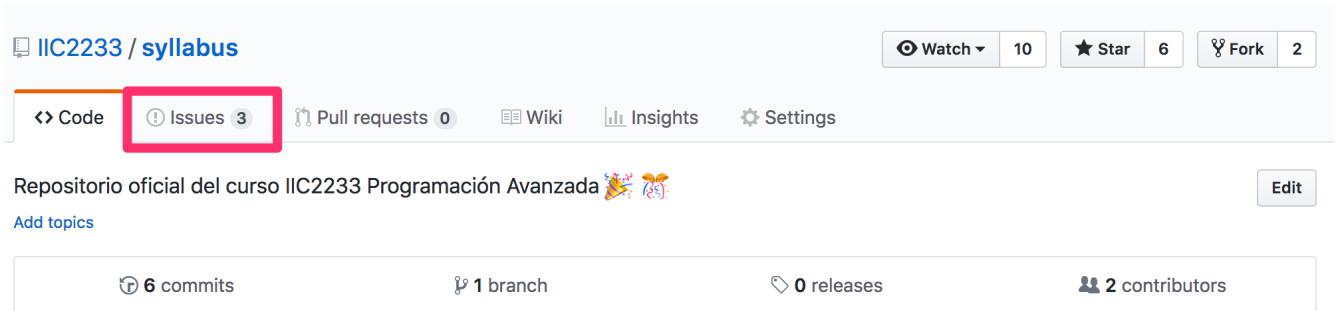 IIC2233 / syllabus
Watch 10 Star 6 Fork 2
Code Issues 3 Pull requests 0 Wiki Insights Settings
Repositorio oficial del curso IIC2233 Programación Avanzada 🎉 🎊
Edit
Add topics
6 commits 1 branch 0 releases 2 contributors